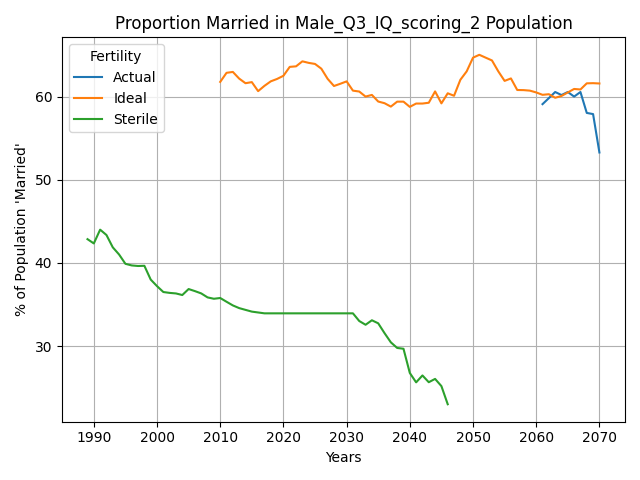 Proportion Married in Male_Q3_IQ_scoring_2 Population
Fertility
Actual
Ideal
Sterile
% of Population 'Married'
60
50
40
30
1990 2000 2010 2020 2030 2040 2050 2060 2070
Years